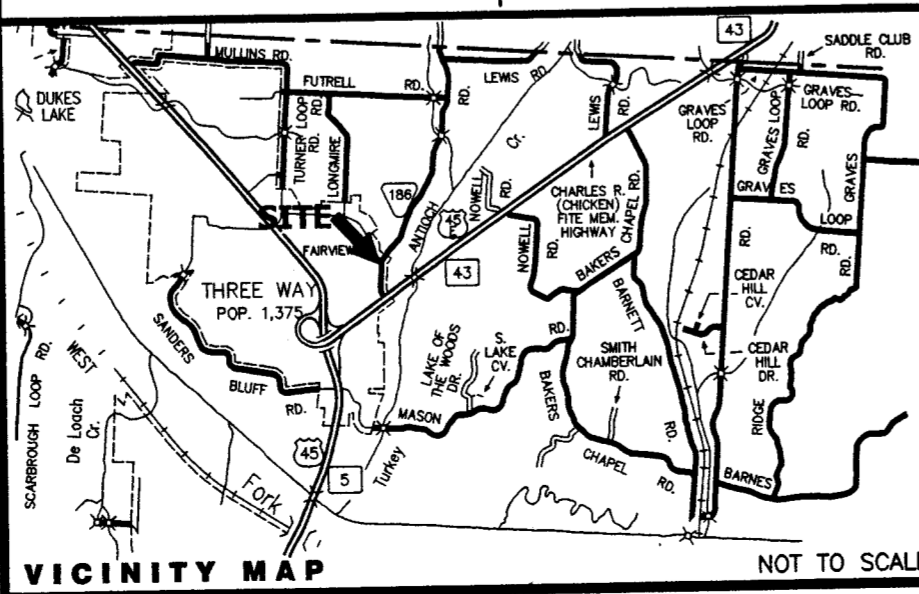 43
SADDLE CLUB
RD.
MULLINS RD.
LEWIS RD.
FUTRELL RD.
DUKES
LAKE
TURNER LOOP
RD.
LONGMIRE
RD.
RD.
Cr.
LEWIS
RD.
GRAVES
LOOP
RD.
GRAVES LOOP
RD.
GRAVES
LOOP RD.
186
SITE
FAIRVIEW
ANTIOCH
45
NOWELL
RD.
CHARLES R.
(CHICKEN)
FITE MEM.
HIGHWAY
CHAPEL RD.
GRAVES
LOOP
RD.
GRAVES
RD.
43
NOWELL
RD.
BAKERS
THREE WAY
POP. 1,375
SANDERS
BLUFF
RD.
BARNETT
RD.
RD.
CEDAR
HILL
CV.
CEDAR
HILL
DR.
SCARBROUGH LOOP
RD.
WEST
Fork
De Loach
Cr.
LAKE OF
THE WOODS
DR.
S.
LAKE
CV.
RD.
SMITH
CHAMBERLAIN
RD.
MASON
BAKERS
CHAPEL
RD.
RIDGE
BARNES
45
5
Turkey
VICINITY MAP
NOT TO SCAL